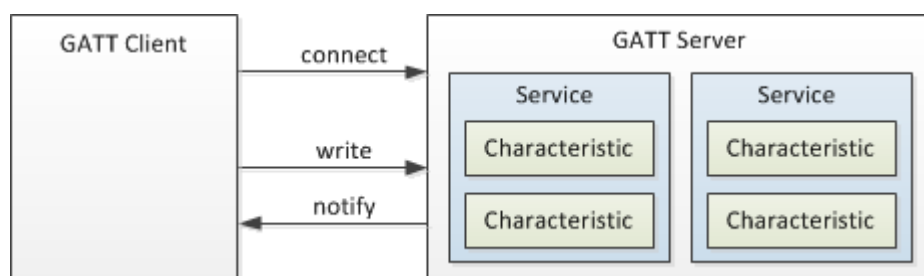 GATT Client
connect
write
notify
GATT Server
Service
Characteristic
Characteristic
Service
Characteristic
Characteristic